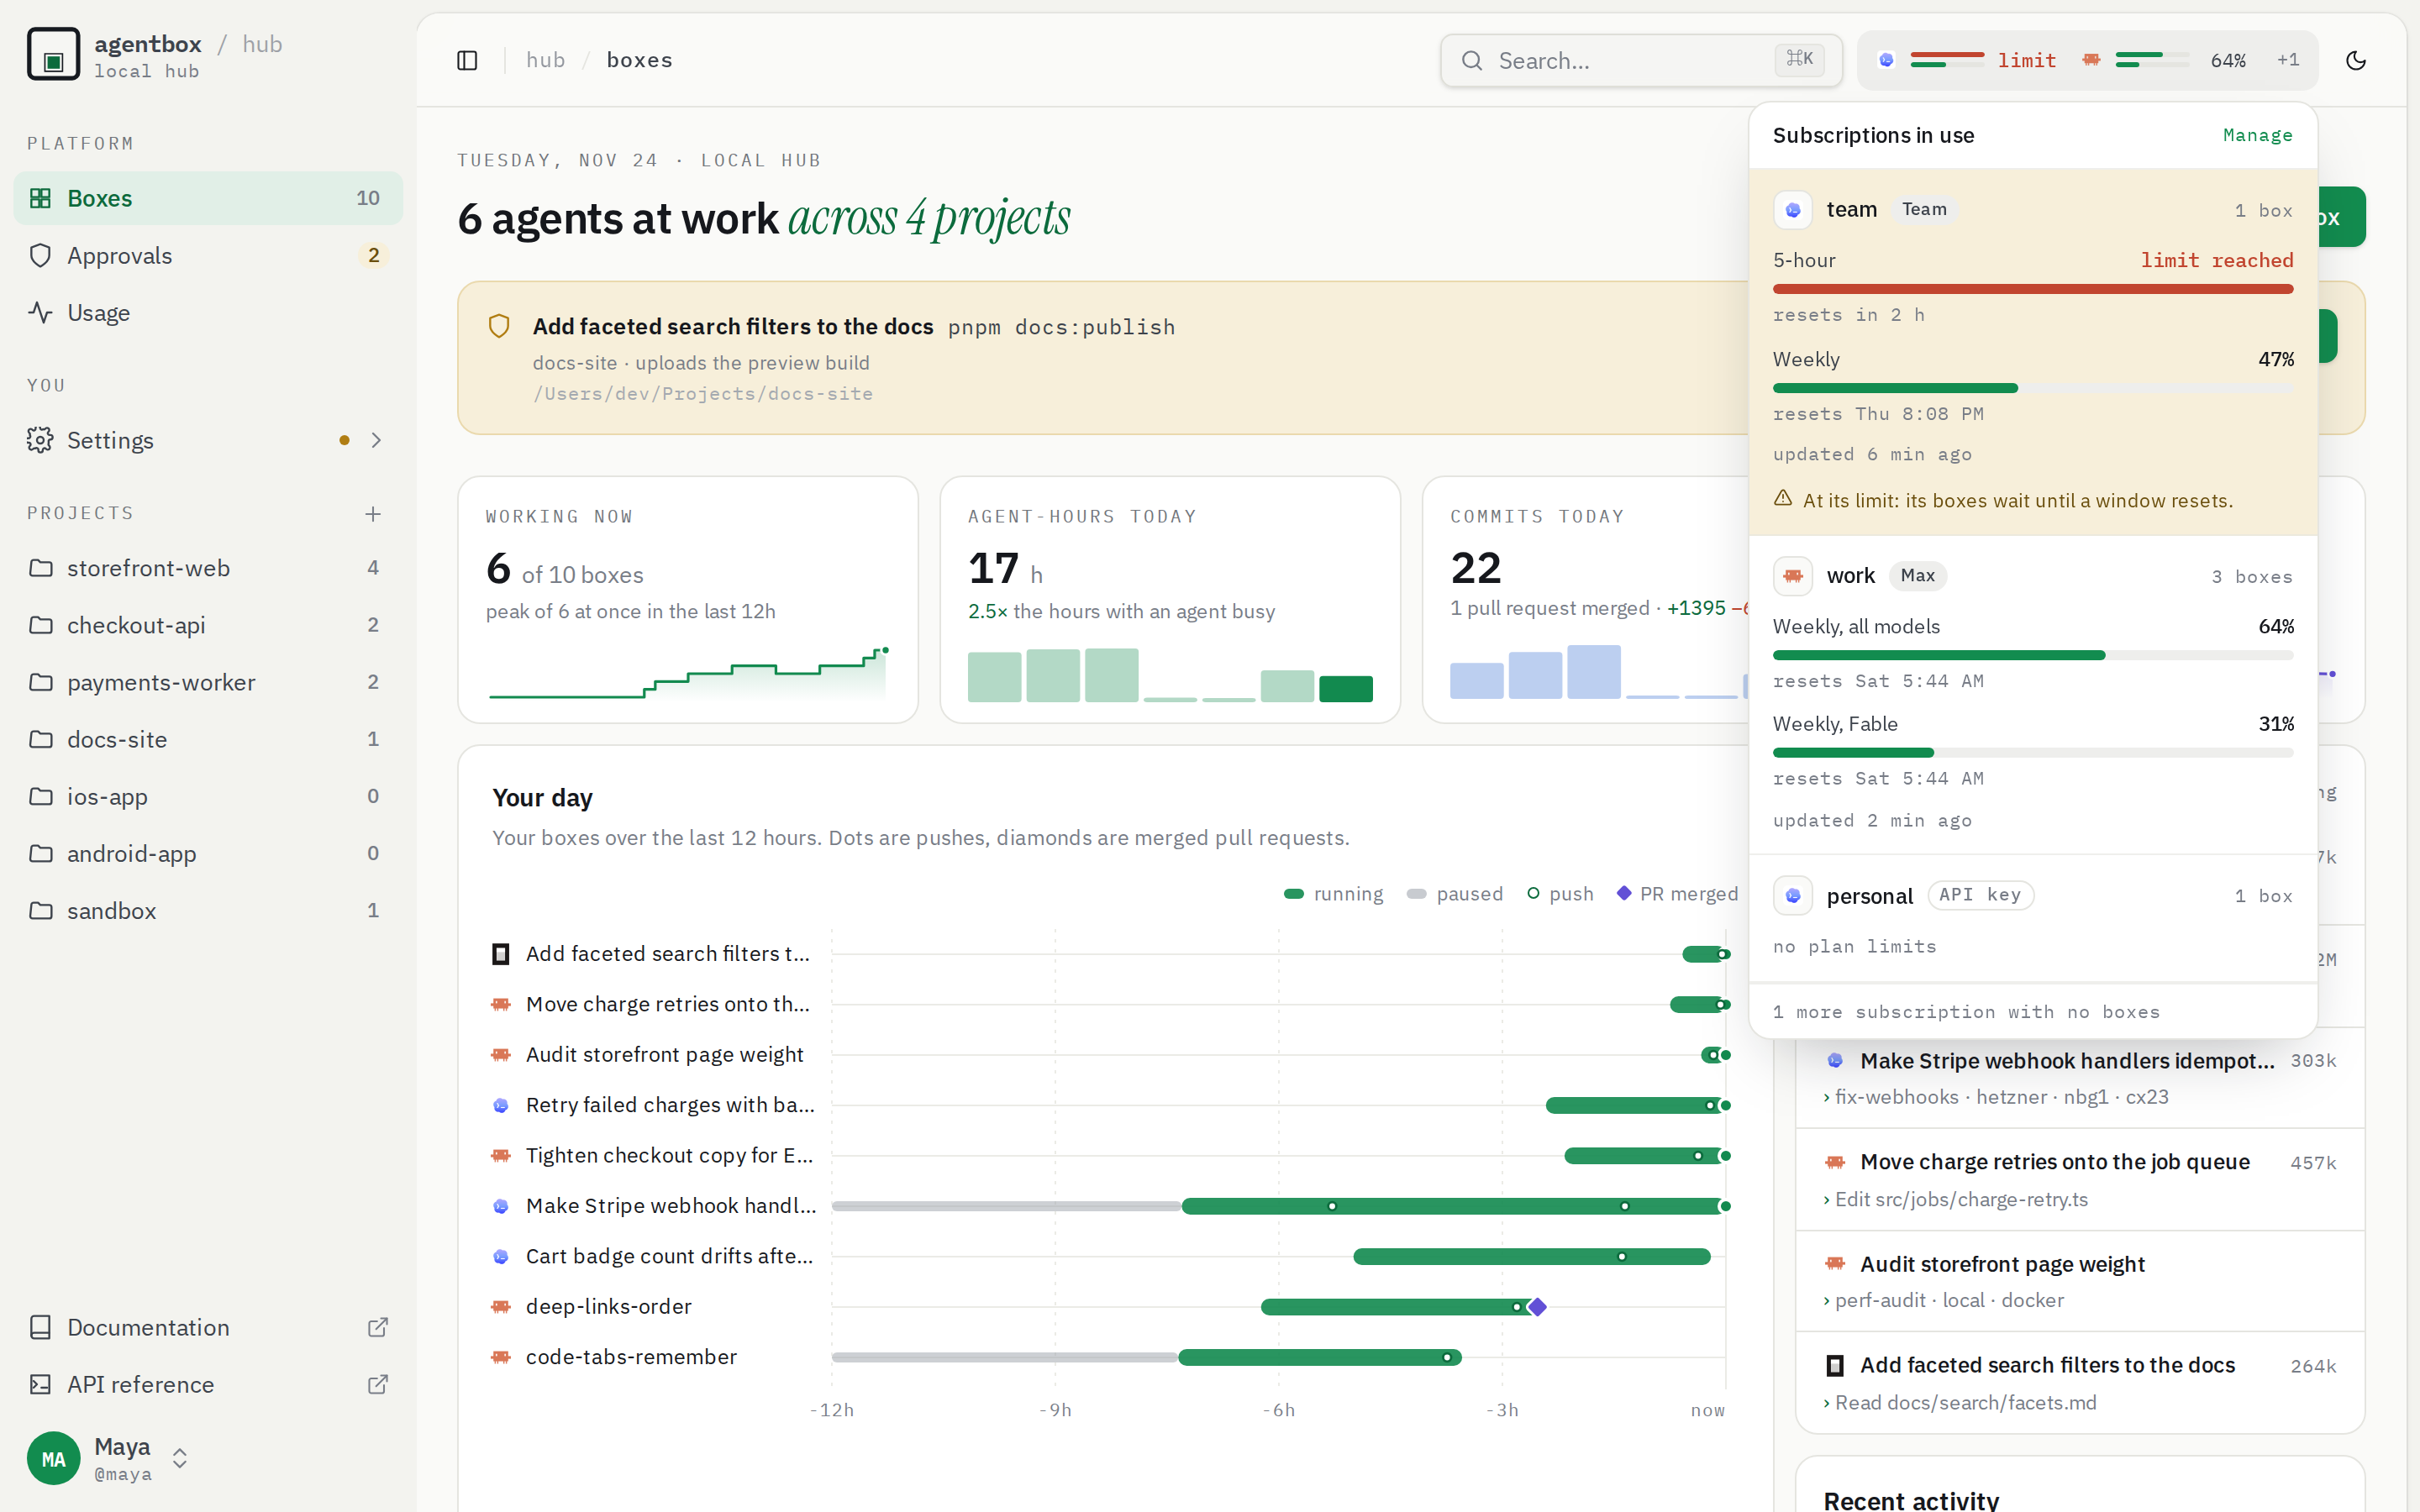 agentbox / hub
local hub
PLATFORM
Boxes 10
Approvals 2
Usage
YOU
Settings
PROJECTS
storefront-web 4
checkout-api 2
payments-worker 2
docs-site 1
ios-app 0
android-app 0
sandbox 1
Documentation
API reference
MA
Maya
@maya
hub / boxes
Search... ⌘K
limit 64% +1
TUESDAY, NOV 24 · LOCAL HUB
6 agents at work across 4 projects
Add faceted search filters to the docs pnpm docs:publish
docs-site · uploads the preview build
/Users/dev/Projects/docs-site
WORKING NOW
6 of 10 boxes
peak of 6 at once in the last 12h
AGENT-HOURS TODAY
17 h
2.5× the hours with an agent busy
COMMITS TODAY
22
1 pull request merged · +1395
Your day
Your boxes over the last 12 hours. Dots are pushes, diamonds are merged pull requests.
running paused push PR merged
Add faceted search filters t...
Move charge retries onto th...
Audit storefront page weight
Retry failed charges with ba...
Tighten checkout copy for E...
Make Stripe webhook handl...
Cart badge count drifts afte...
deep-links-order
code-tabs-remember
-12h -9h -6h -3h now
Subscriptions in use Manage
team Team 1 box
5-hour limit reached
resets in 2 h
Weekly 47%
resets Thu 8:08 PM
updated 6 min ago
At its limit: its boxes wait until a window resets.
work Max 3 boxes
Weekly, all models 64%
resets Sat 5:44 AM
Weekly, Fable 31%
resets Sat 5:44 AM
updated 2 min ago
personal API key 1 box
no plan limits
1 more subscription with no boxes
Make Stripe webhook handlers idempot... 303k
› fix-webhooks · hetzner · nbg1 · cx23
Move charge retries onto the job queue 457k
› Edit src/jobs/charge-retry.ts
Audit storefront page weight
› perf-audit · local · docker
Add faceted search filters to the docs 264k
› Read docs/search/facets.md
Recent activity